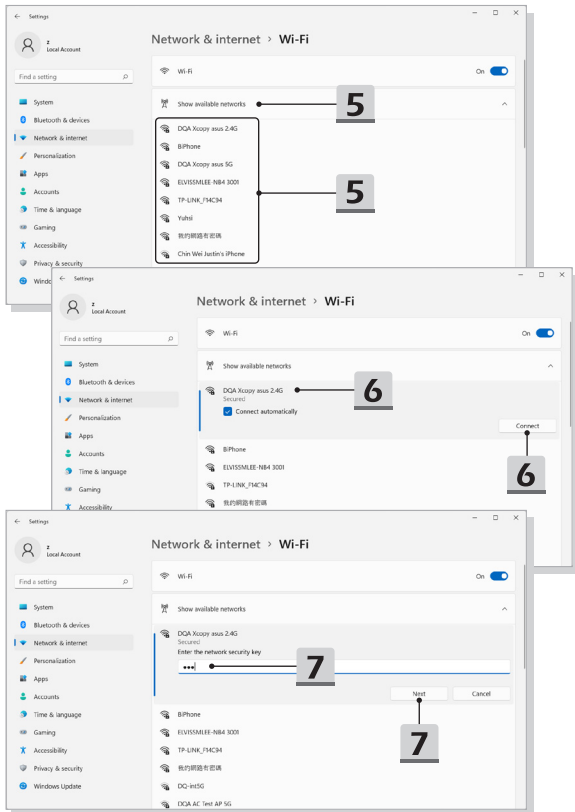 ← Settings
z
Local Account
Network & internet > Wi-Fi
Find a setting
Wi-Fi
On
System
Bluetooth & devices
Network & internet
Personalization
Apps
Accounts
Time & language
Gaming
Accessibility
Privacy & security
Windo
Show available networks
5
DQA Xcopy asus 2.4G
BiPhone
DQA Xcopy asus 5G
ELVISSMLEE-NB4 3001
TP-LINK_F14C94
Yuhsi
我的網路有密碼
Chin Wei Justin's iPhone
5
← Settings
z
Local Account
Network & internet > Wi-Fi
Find a setting
Wi-Fi
On
System
Bluetooth & devices
Network & internet
Personalization
Apps
Accounts
Time & language
Gaming
Accessibility
Show available networks
DQA Xcopy asus 2.4G
6
Secured
Connect automatically
Connect
6
BiPhone
ELVISSMLEE-NB4 3001
TP-LINK_F14C94
我的網路有密碼
← Settings
z
Local Account
Network & internet > Wi-Fi
Find a setting
Wi-Fi
On
System
Bluetooth & devices
Network & internet
Personalization
Apps
Accounts
Time & language
Gaming
Accessibility
Privacy & security
Windows Update
Show available networks
DQA Xcopy asus 2.4G
Secured
Enter the network security key
•••
7
Next
Cancel
7
BiPhone
ELVISSMLEE-NB4 3001
TP-LINK_F14C94
我的網路有密碼
DQ-int5G
DQA AC Test AP 5G